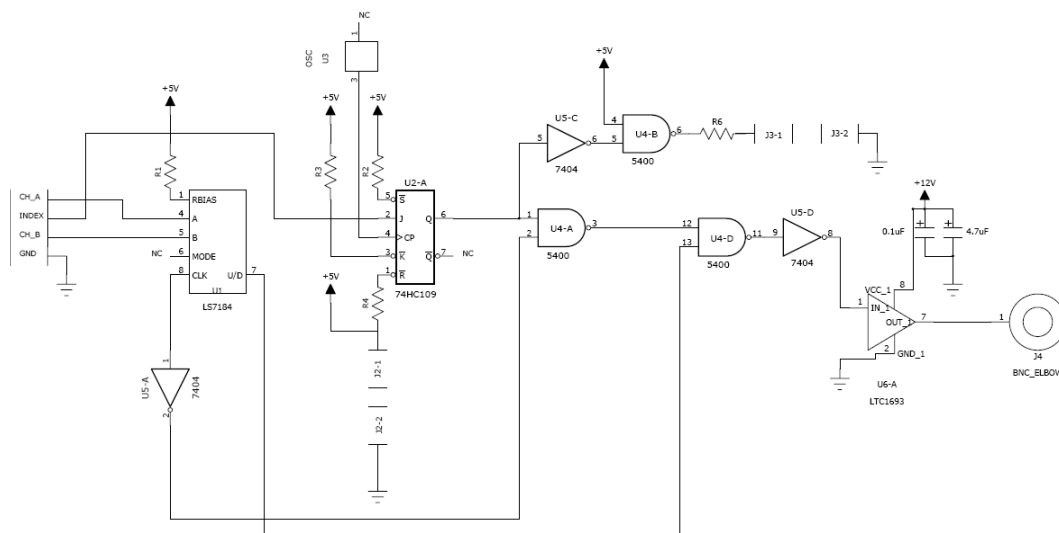 NC
1
OSC
U3
3
+5V
+5V
+5V
+5V
R1
R3
R2
U5-C
5
6
7404
4
5
U4-B
6
5400
R6
J3-1
J3-2
CH_A
INDEX
CH_B
GND
1
RBIAS
4
A
5
B
NC
6
MODE
8
CLK
U/D
7
U1
LS7184
U2-A
5
S
2
J
Q
6
4
CP
3
K
Q
7
NC
1
R
74HC109
+5V
R4
J2-1
J2-2
1
2
U4-A
3
5400
12
13
U4-D
11
5400
U5-D
9
8
7404
+12V
0.1uF
+
+
4.7uF
VCC_1
8
1
IN_1
OUT_1
7
2
GND_1
U6-A
LTC1693
1
J4
BNC_ELBOW
1
U5-A
7404
2